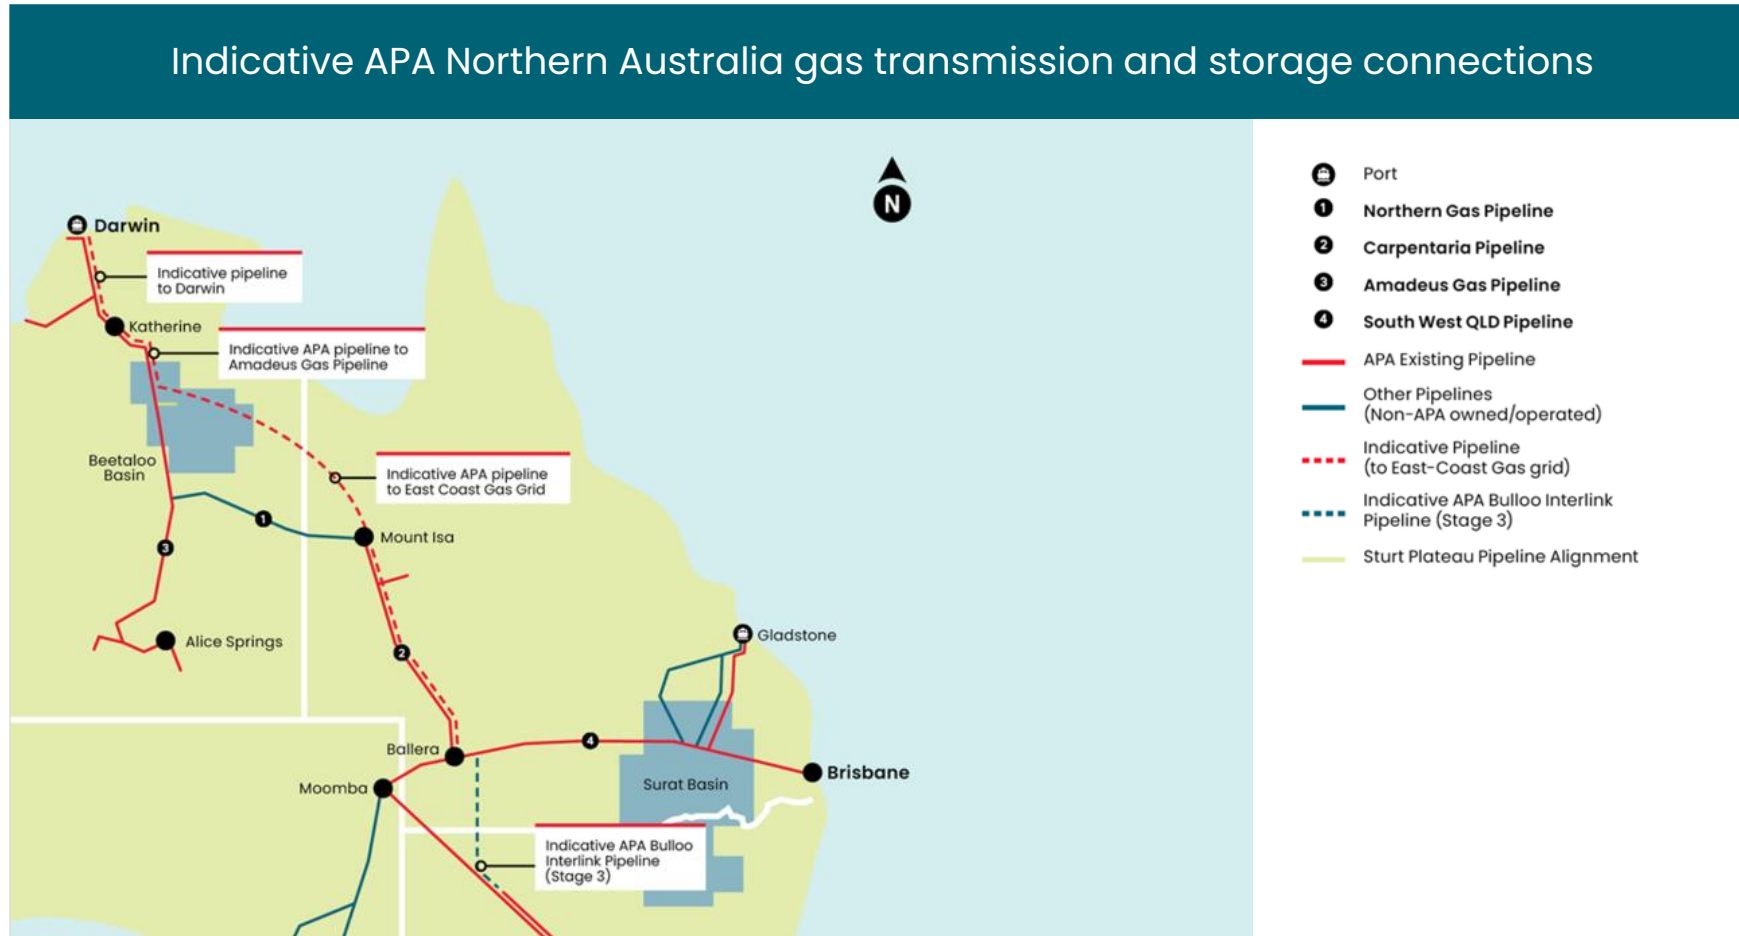 Indicative APA Northern Australia gas transmission and storage connections
N
Darwin
Indicative pipeline
to Darwin
Katherine
Indicative APA pipeline to
Amadeus Gas Pipeline
Beetaloo
Basin
Indicative APA pipeline
to East Coast Gas Grid
1
Mount Isa
3
Alice Springs
2
Gladstone
4
Ballera
Brisbane
Moomba
Surat Basin
Indicative APA Bulloo
Interlink Pipeline
(Stage 3)
Port
1 Northern Gas Pipeline
2 Carpentaria Pipeline
3 Amadeus Gas Pipeline
4 South West QLD Pipeline
APA Existing Pipeline
Other Pipelines
(Non-APA owned/operated)
Indicative Pipeline
(to East-Coast Gas grid)
Indicative APA Bulloo Interlink
Pipeline (Stage 3)
Sturt Plateau Pipeline Alignment